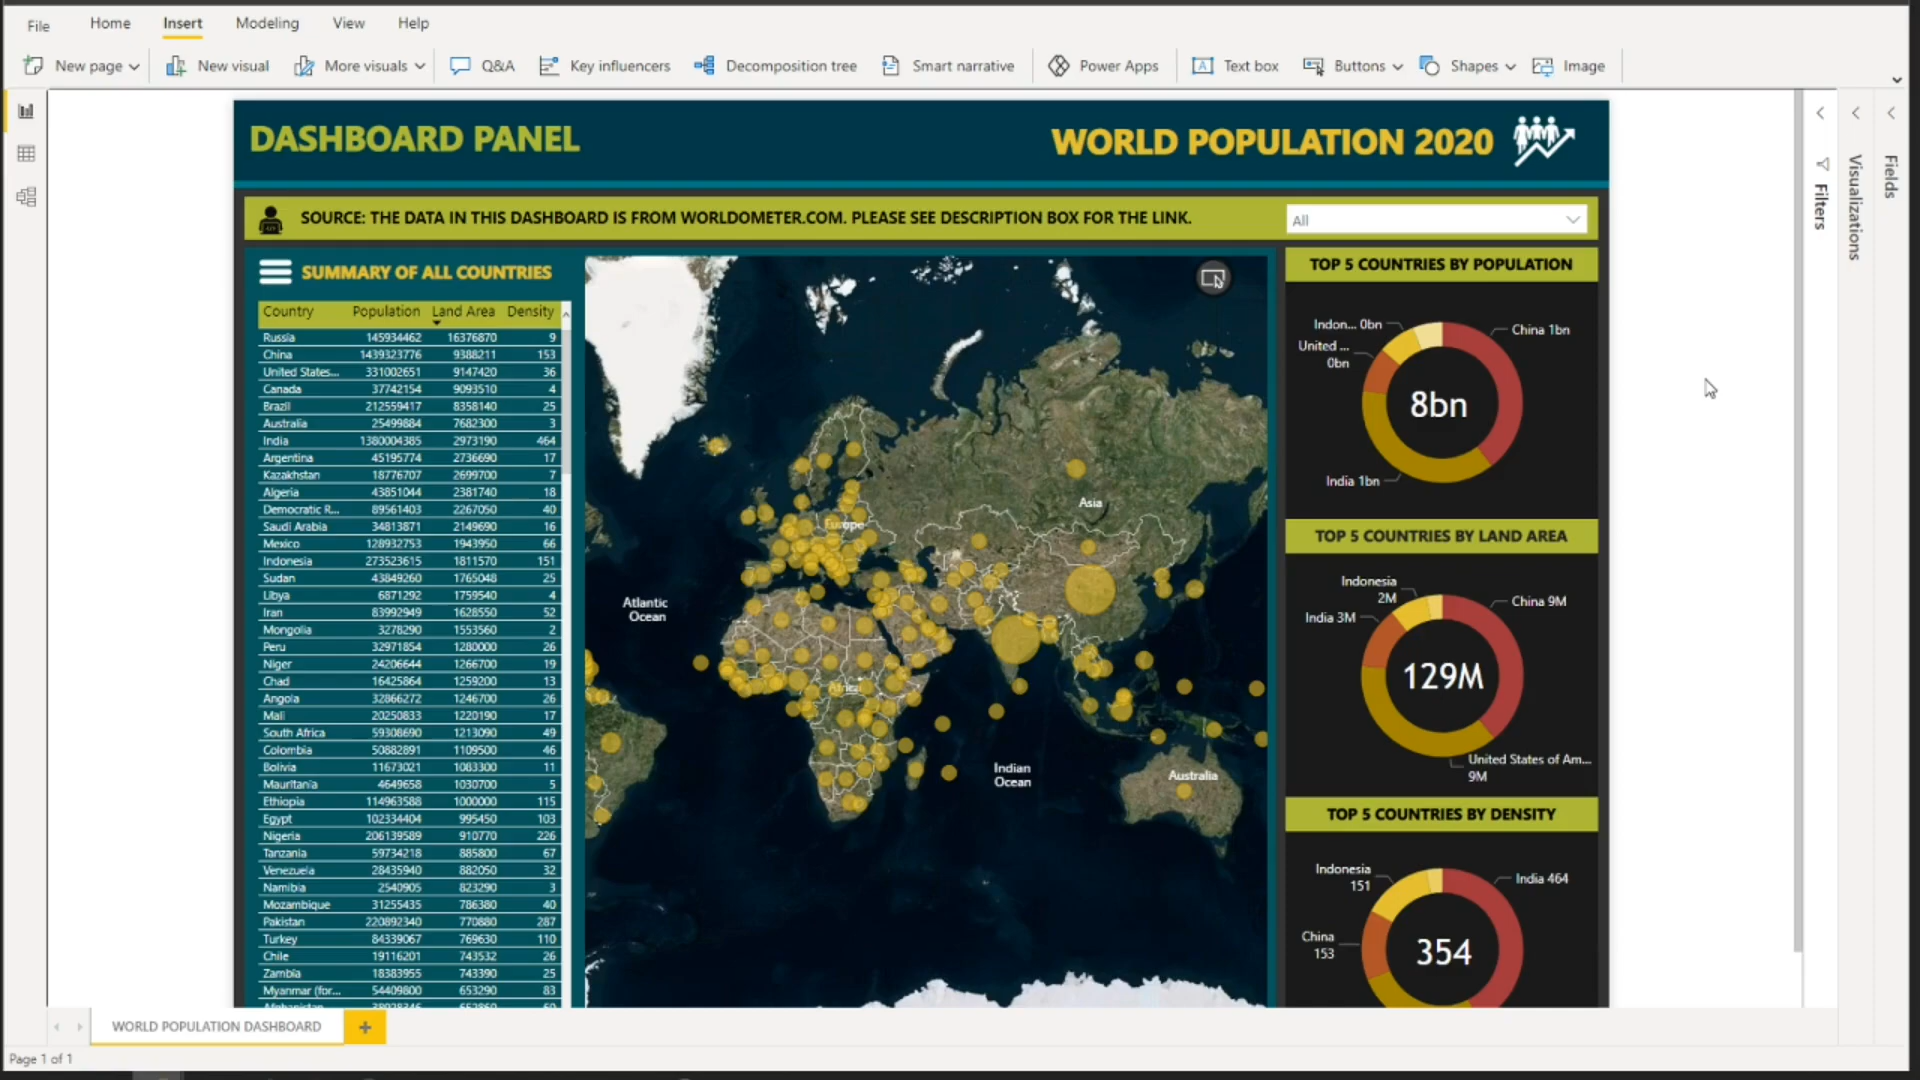 File Home Insert Modeling View Help
New page New visual More visuals Q&A Key influencers Decomposition tree Smart narrative Power Apps Text box Buttons Shapes Image
DASHBOARD PANEL
WORLD POPULATION 2020
SOURCE: THE DATA IN THIS DASHBOARD IS FROM WORLDOMETER.COM. PLEASE SEE DESCRIPTION BOX FOR THE LINK.
All
SUMMARY OF ALL COUNTRIES
Country Population Land Area Density
Russia 145934462 16376870 9
China 1439323776 9388211 153
United States... 331002651 9147420 36
Canada 37742154 9093510 4
Brazil 212559417 8358140 25
Australia 25499884 7682300 3
India 1380004385 2973190 464
Argentina 45195774 2736690 17
Kazakhstan 18776707 2699700 7
Algeria 43851044 2381740 18
Democratic R... 89561403 2267050 40
Saudi Arabia 34813871 2149690 16
Mexico 128932753 1943950 66
Indonesia 273523615 1811570 151
Sudan 43849260 1765048 25
Libya 6871292 1759540 4
Iran 83992949 1628550 52
Mongolia 3278290 1553560 2
Peru 32971854 1280000 26
Niger 24206644 1266700 19
Chad 16425864 1259200 13
Angola 32866272 1246700 26
Mali 20250833 1220190 17
South Africa 59308690 1213090 49
Colombia 50882891 1109500 46
Bolivia 11673021 1083300 11
Mauritania 4649658 1030700 5
Ethiopia 114963588 1000000 115
Egypt 102334404 995450 103
Nigeria 206139589 910770 226
Tanzania 59734218 885800 67
Venezuela 28435940 882050 32
Namibia 2540905 823290 3
Mozambique 31255435 786380 40
Pakistan 220892340 770880 287
Turkey 84339067 769630 110
Chile 19116201 743532 26
Zambia 18383955 743390 25
Myanmar (for... 54409800 653290 83
Asia
Europe
Atlantic
Ocean
Africa
Indian
Ocean
Australia
TOP 5 COUNTRIES BY POPULATION
Indon... 0bn
China 1bn
United ...
0bn
8bn
India 1bn
TOP 5 COUNTRIES BY LAND AREA
Indonesia
2M
China 9M
India 3M
129M
United States of Am...
9M
TOP 5 COUNTRIES BY DENSITY
Indonesia
151
India 464
China
153
354
Filters
Visualizations
Fields
WORLD POPULATION DASHBOARD
Page 1 of 1